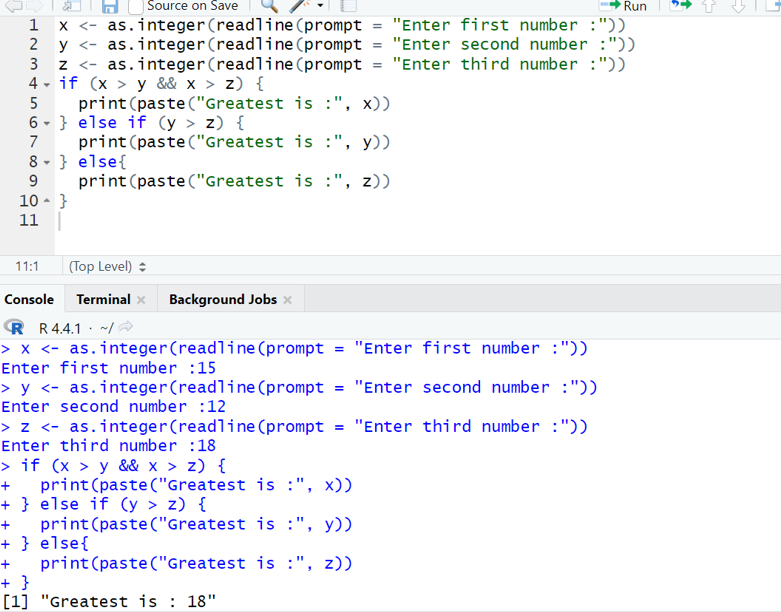 Source on Save
Run
1 x <- as.integer(readline(prompt = "Enter first number :"))
2 y <- as.integer(readline(prompt = "Enter second number :"))
3 z <- as.integer(readline(prompt = "Enter third number :"))
4 if (x > y && x > z) {
5   print(paste("Greatest is :", x))
6 } else if (y > z) {
7   print(paste("Greatest is :", y))
8 } else{
9   print(paste("Greatest is :", z))
10 }
11
11:1 (Top Level)
Console Terminal Background Jobs
R R 4.4.1 · ~/
> x <- as.integer(readline(prompt = "Enter first number :"))
Enter first number :15
> y <- as.integer(readline(prompt = "Enter second number :"))
Enter second number :12
> z <- as.integer(readline(prompt = "Enter third number :"))
Enter third number :18
> if (x > y && x > z) {
+   print(paste("Greatest is :", x))
+ } else if (y > z) {
+   print(paste("Greatest is :", y))
+ } else{
+   print(paste("Greatest is :", z))
+ }
[1] "Greatest is : 18"